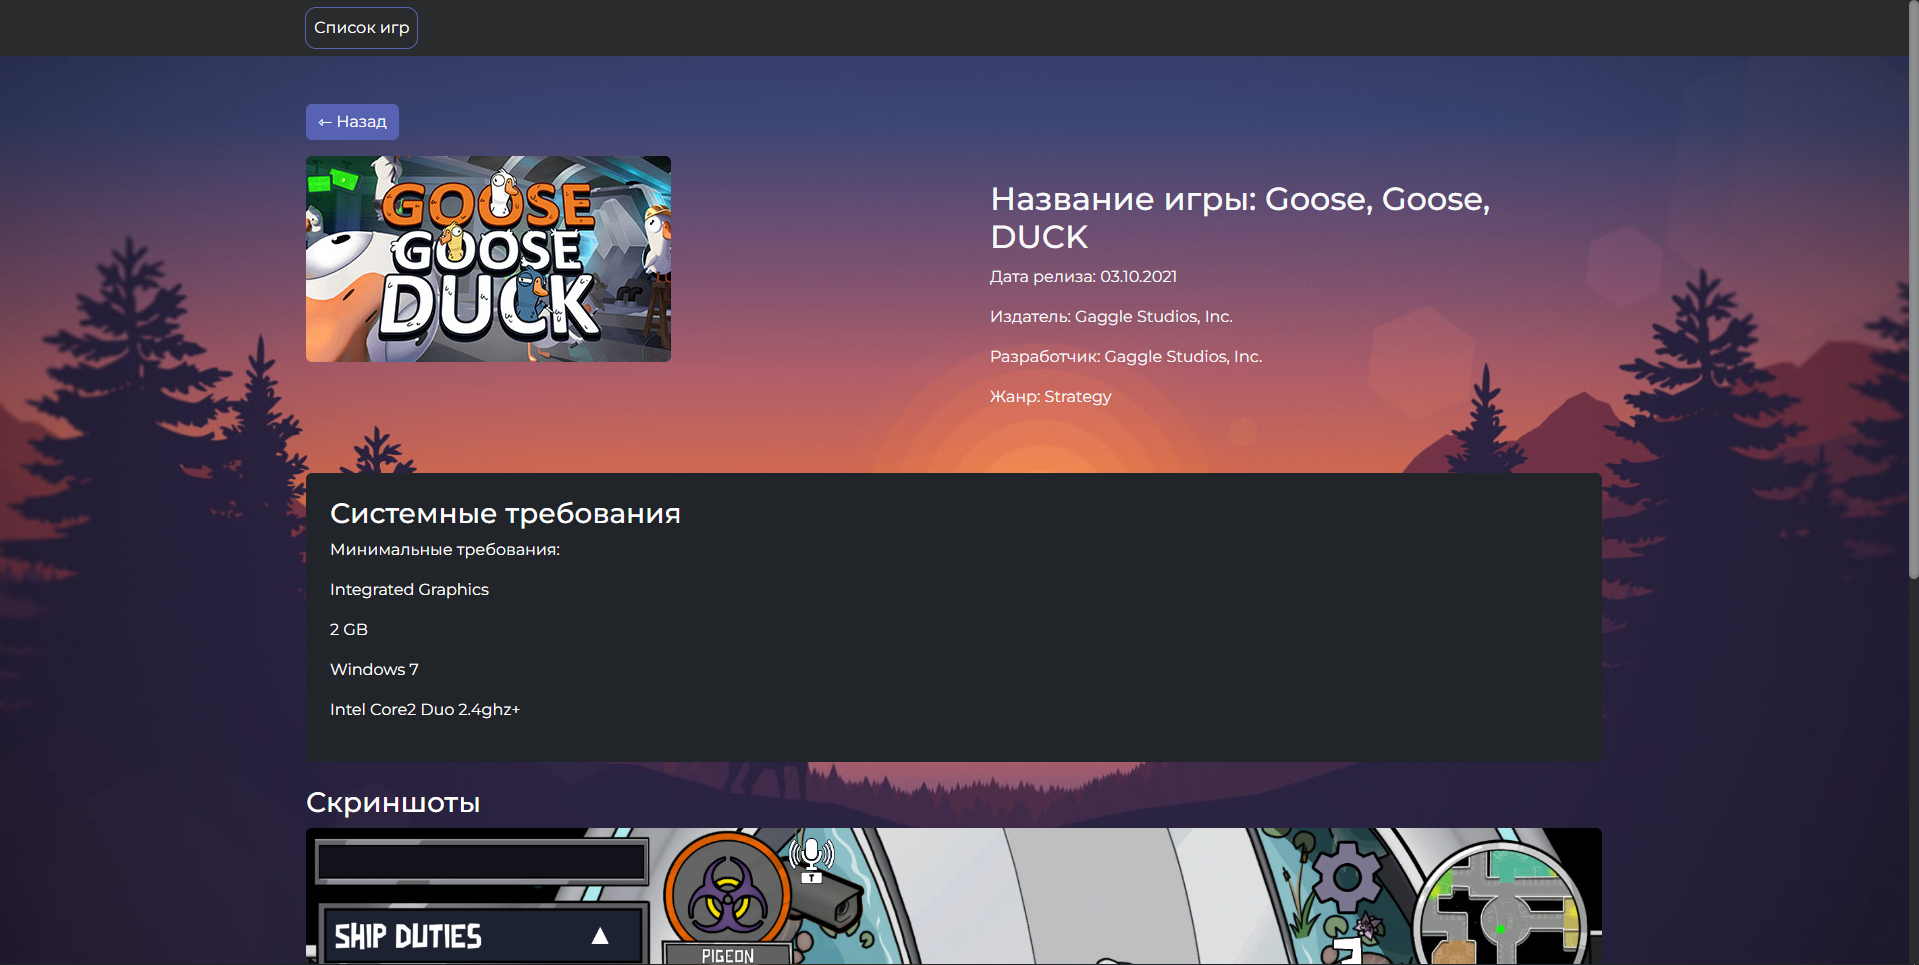 Список игр
← Назад
GOOSE
GOOSE
DUCK
Название игры: Goose, Goose,
DUCK
Дата релиза: 03.10.2021
Издатель: Gaggle Studios, Inc.
Разработчик: Gaggle Studios, Inc.
Жанр: Strategy
Системные требования
Минимальные требования:
Integrated Graphics
2 GB
Windows 7
Intel Core2 Duo 2.4ghz+
Скриншоты
T
SHIP DUTIES
PIGEON